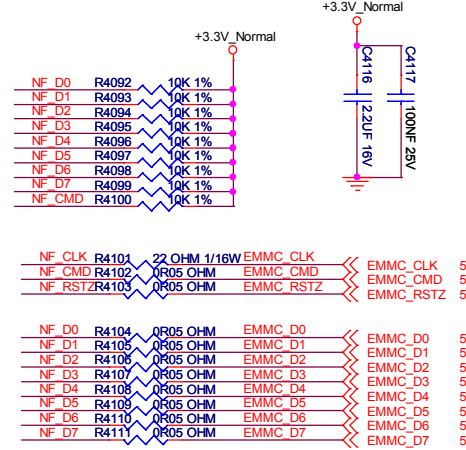 +3.3V_Normal
+3.3V_Normal
C4116 2.2UF 16V
C4117 100NF 25V
NF_D0 R4092 10K 1%
NF_D1 R4093 10K 1%
NF_D2 R4094 10K 1%
NF_D3 R4095 10K 1%
NF_D4 R4096 10K 1%
NF_D5 R4097 10K 1%
NF_D6 R4098 10K 1%
NF_D7 R4099 10K 1%
NF_CMD R4100 10K 1%
NF_CLK R4101 22 OHM 1/16W EMMC_CLK EMMC_CLK 5
NF_CMD R4102 0R05 OHM EMMC_CMD EMMC_CMD 5
NF_RSTZ R4103 0R05 OHM EMMC_RSTZ EMMC_RSTZ 5
NF_D0 R4104 0R05 OHM EMMC_D0 EMMC_D0 5
NF_D1 R4105 0R05 OHM EMMC_D1 EMMC_D1 5
NF_D2 R4106 0R05 OHM EMMC_D2 EMMC_D2 5
NF_D3 R4107 0R05 OHM EMMC_D3 EMMC_D3 5
NF_D4 R4108 0R05 OHM EMMC_D4 EMMC_D4 5
NF_D5 R4109 0R05 OHM EMMC_D5 EMMC_D5 5
NF_D6 R4110 0R05 OHM EMMC_D6 EMMC_D6 5
NF_D7 R4111 0R05 OHM EMMC_D7 EMMC_D7 5